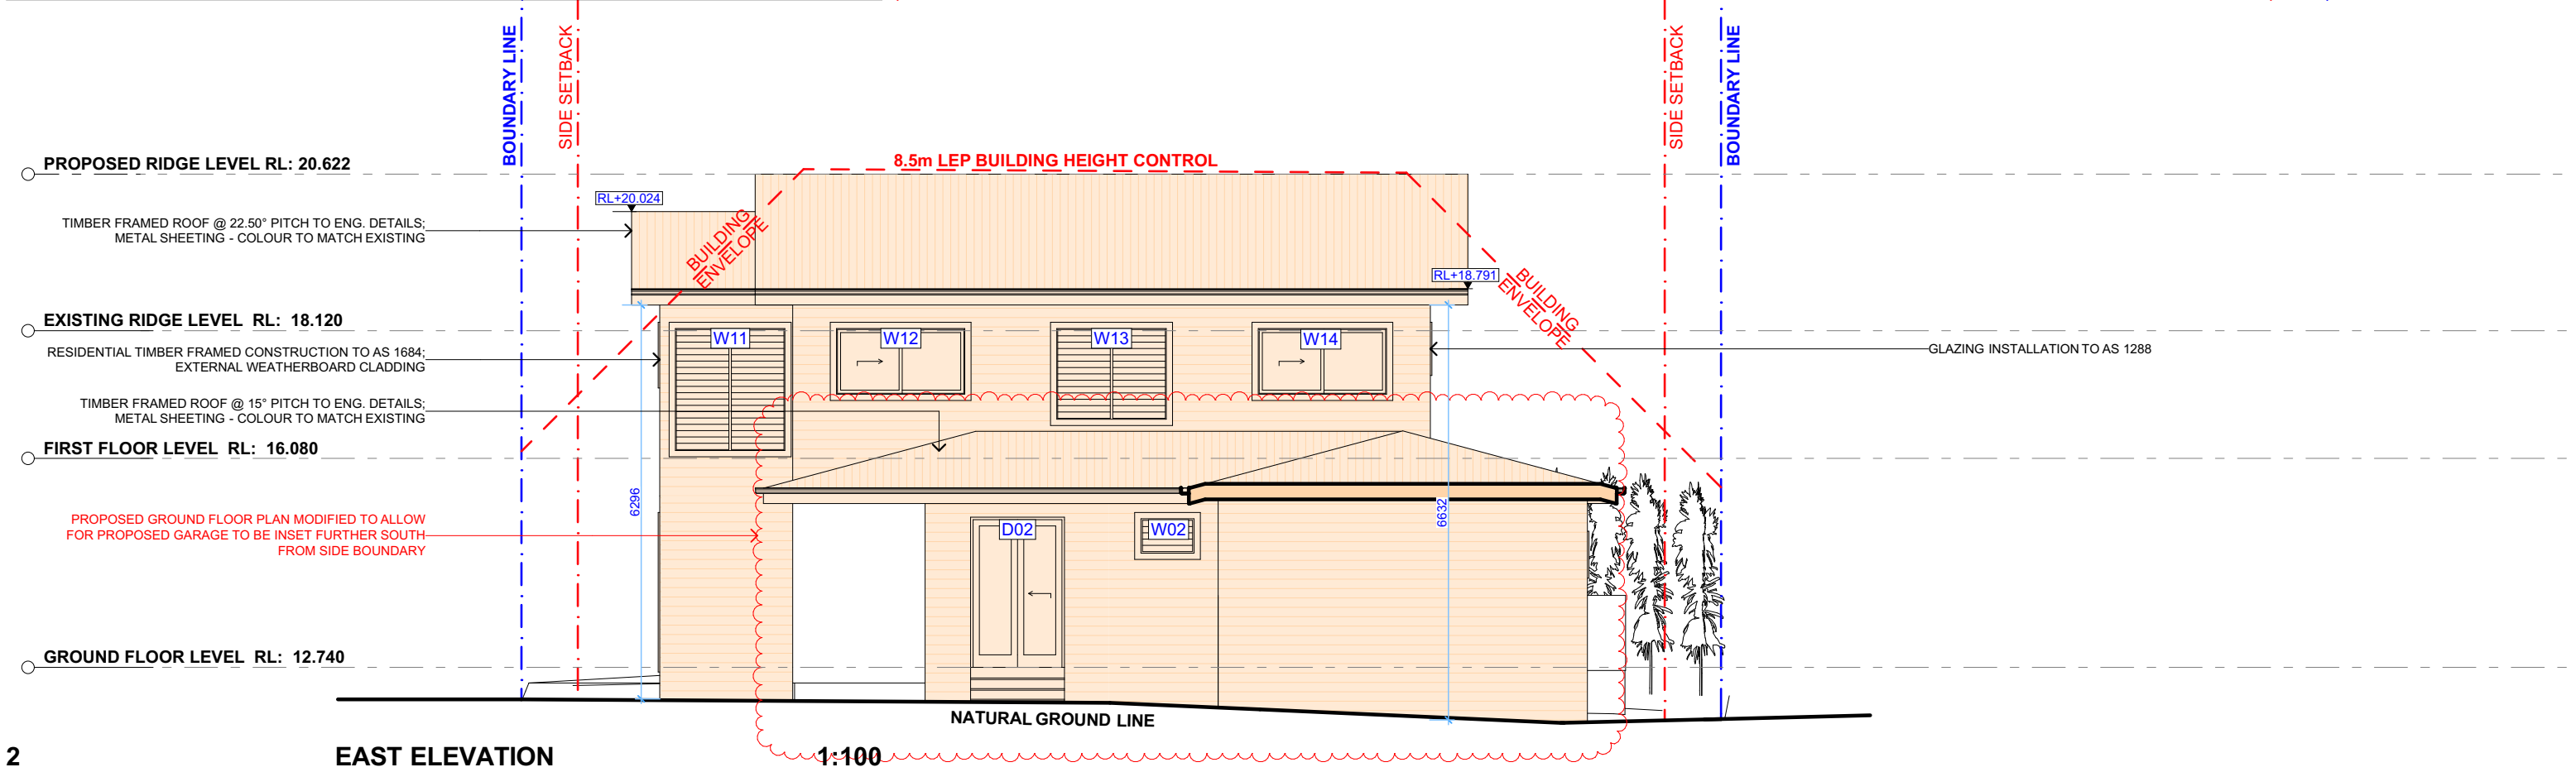 BOUNDARY LINE
SIDE SETBACK
SIDE SETBACK
BOUNDARY LINE
PROPOSED RIDGE LEVEL RL: 20.622
8.5m LEP BUILDING HEIGHT CONTROL
RL+20.024
TIMBER FRAMED ROOF @ 22.50° PITCH TO ENG. DETAILS;
METAL SHEETING - COLOUR TO MATCH EXISTING
BUILDING
ENVELOPE
RL+18.791
BUILDING
ENVELOPE
EXISTING RIDGE LEVEL RL: 18.120
W11
W12
W13
W14
RESIDENTIAL TIMBER FRAMED CONSTRUCTION TO AS 1684;
EXTERNAL WEATHERBOARD CLADDING
GLAZING INSTALLATION TO AS 1288
TIMBER FRAMED ROOF @ 15° PITCH TO ENG. DETAILS;
METAL SHEETING - COLOUR TO MATCH EXISTING
FIRST FLOOR LEVEL RL: 16.080
6296
6632
PROPOSED GROUND FLOOR PLAN MODIFIED TO ALLOW
FOR PROPOSED GARAGE TO BE INSET FURTHER SOUTH
FROM SIDE BOUNDARY
D02
W02
GROUND FLOOR LEVEL RL: 12.740
NATURAL GROUND LINE
2
EAST ELEVATION
1:100